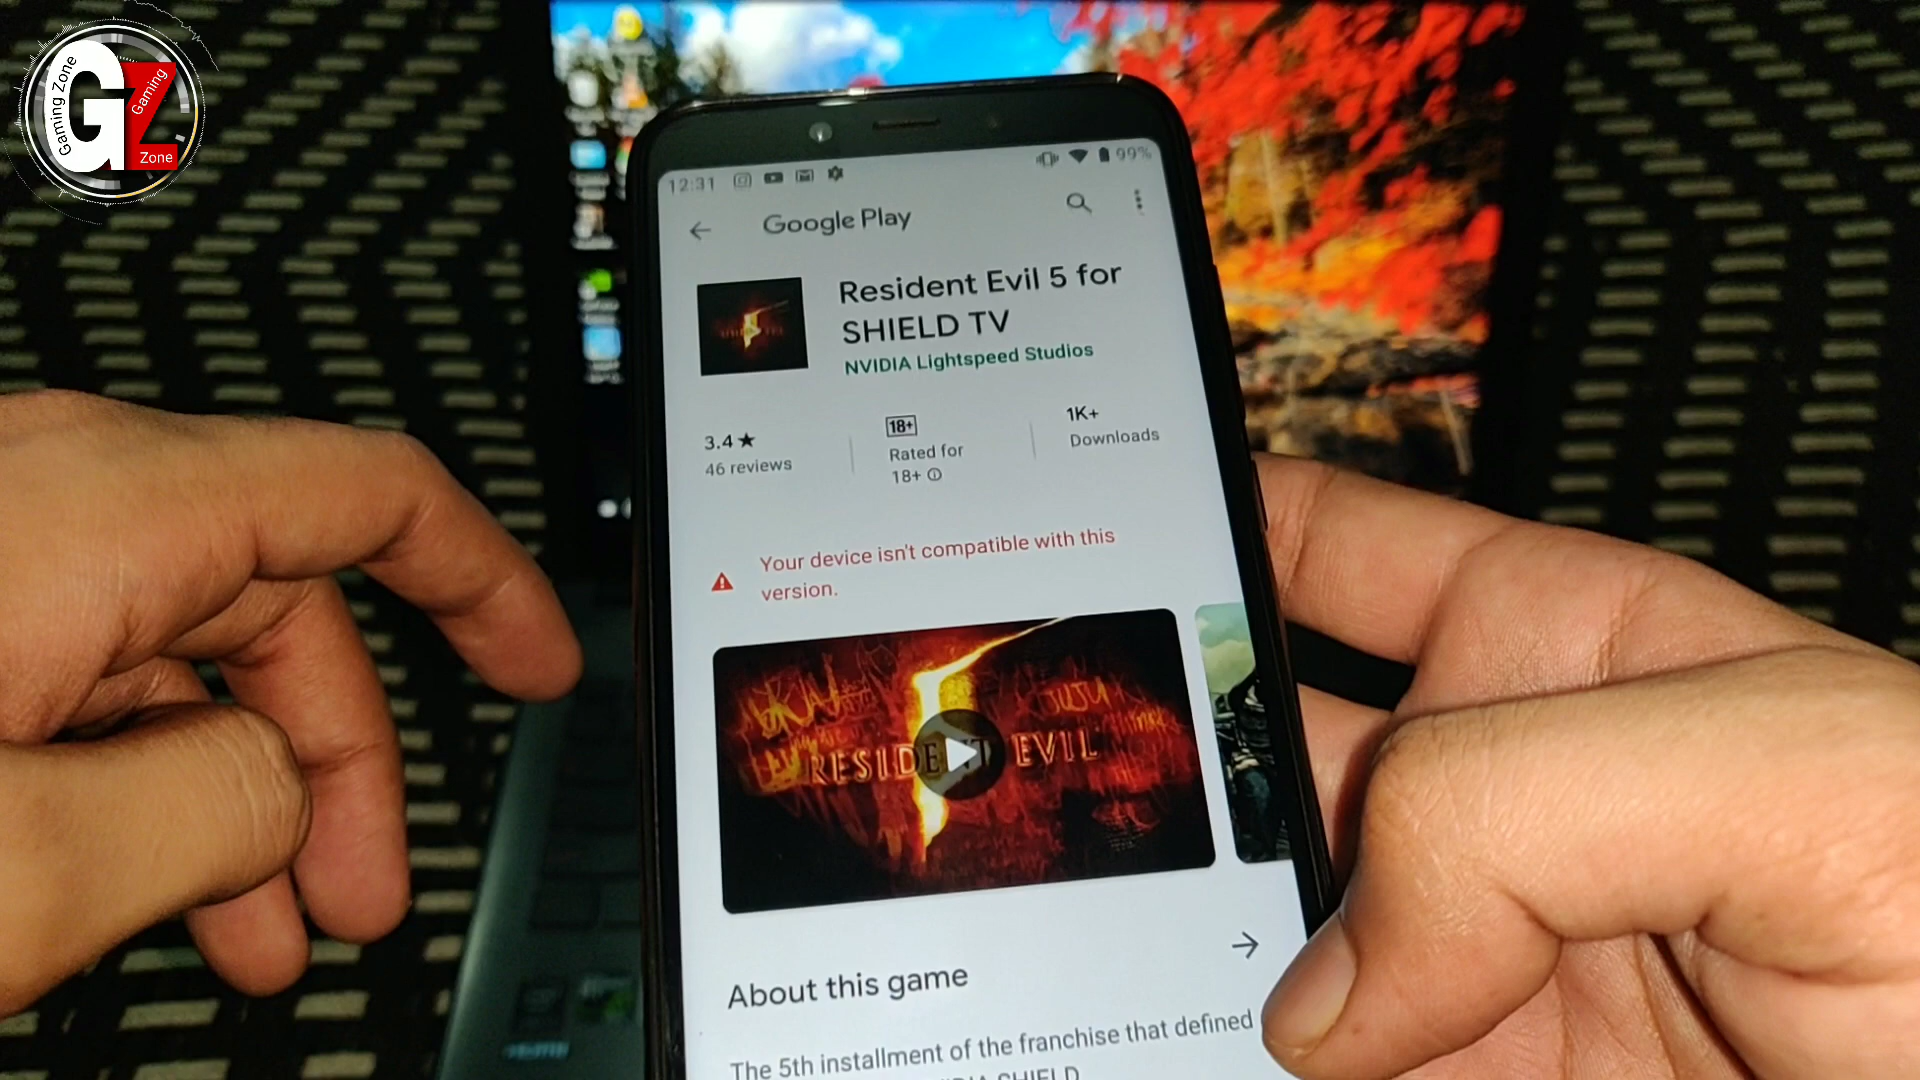 Gaming Zone
GZ
Gaming
Zone
12:31
99%
Google Play
Resident Evil 5 for
SHIELD TV
NVIDIA Lightspeed Studios
3.4★
46 reviews
18+
Rated for
18+
1K+
Downloads
Your device isn't compatible with this
version.
RESIDENT EVIL
About this game
The 5th installment of the franchise that defined
SHIELD